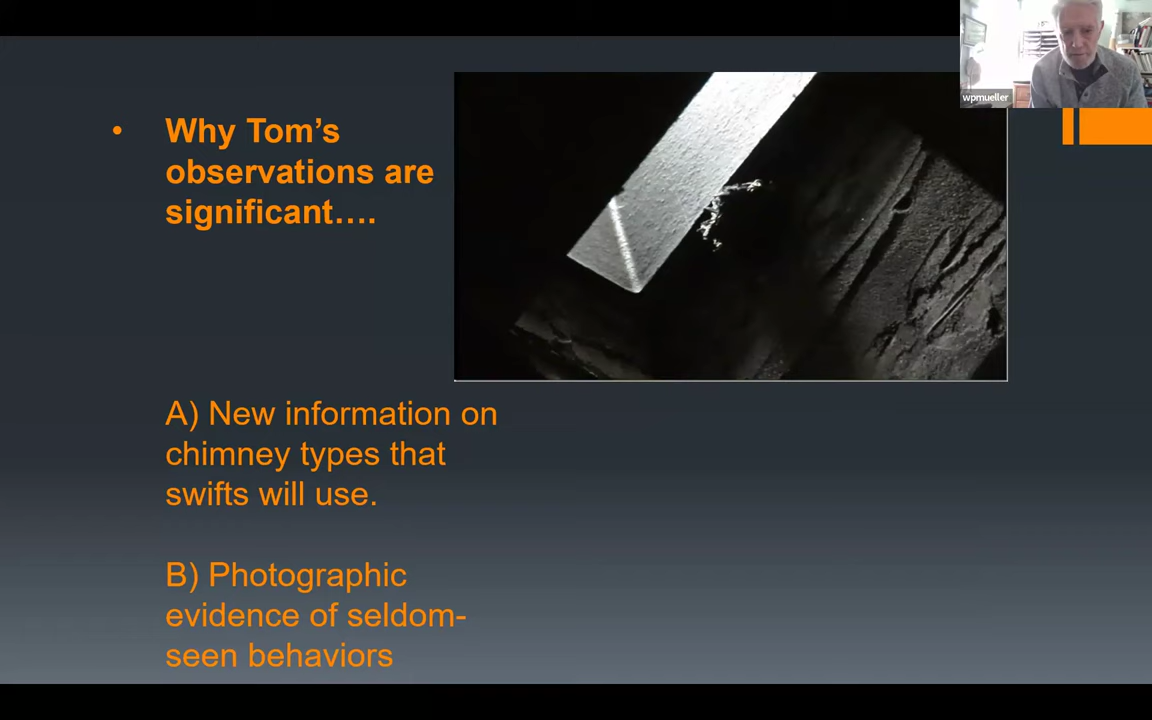 wpmueller
• Why Tom’s
observations are
significant….
A) New information on
chimney types that
swifts will use.
B) Photographic
evidence of seldom-
seen behaviors